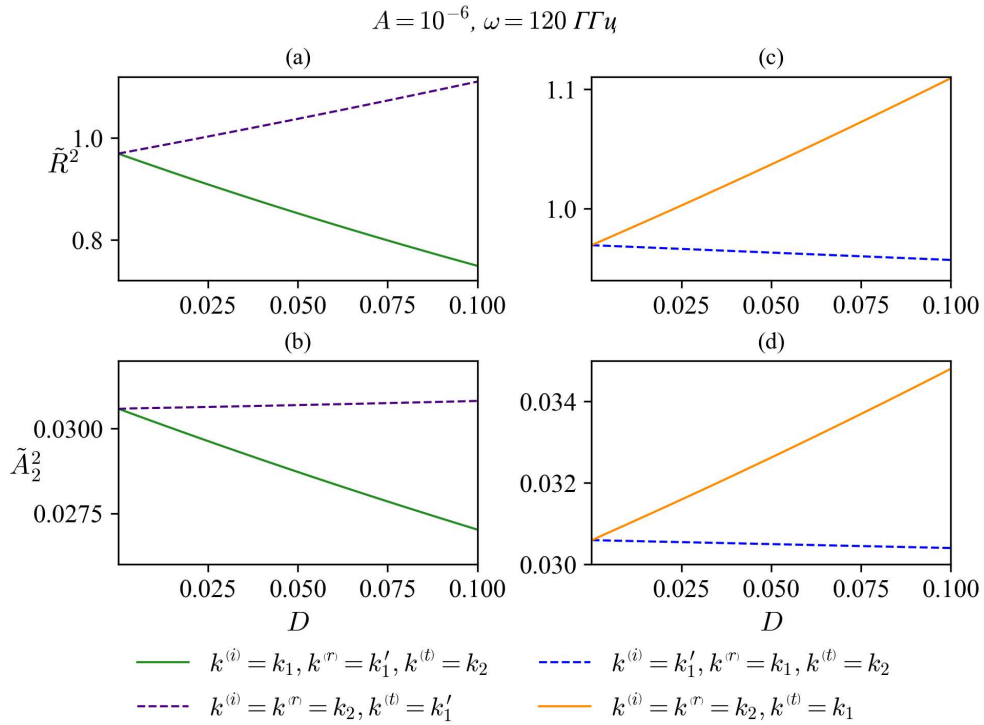 A = 10⁻⁶, ω = 120 ГГц
(a) (c)
R̃²
1.0
0.8
0.025 0.050 0.075 0.100
1.1
1.0
0.025 0.050 0.075 0.100
(b) (d)
Ã₂²
0.0300
0.0275
0.025 0.050 0.075 0.100
D
0.034
0.032
0.030
0.025 0.050 0.075 0.100
D
k⁽ⁱ⁾ = k₁, k⁽ʳ⁾ = k₁′, k⁽ᵗ⁾ = k₂
k⁽ⁱ⁾ = k⁽ʳ⁾ = k₂, k⁽ᵗ⁾ = k₁′
k⁽ⁱ⁾ = k₁′, k⁽ʳ⁾ = k₁, k⁽ᵗ⁾ = k₂
k⁽ⁱ⁾ = k⁽ʳ⁾ = k₂, k⁽ᵗ⁾ = k₁